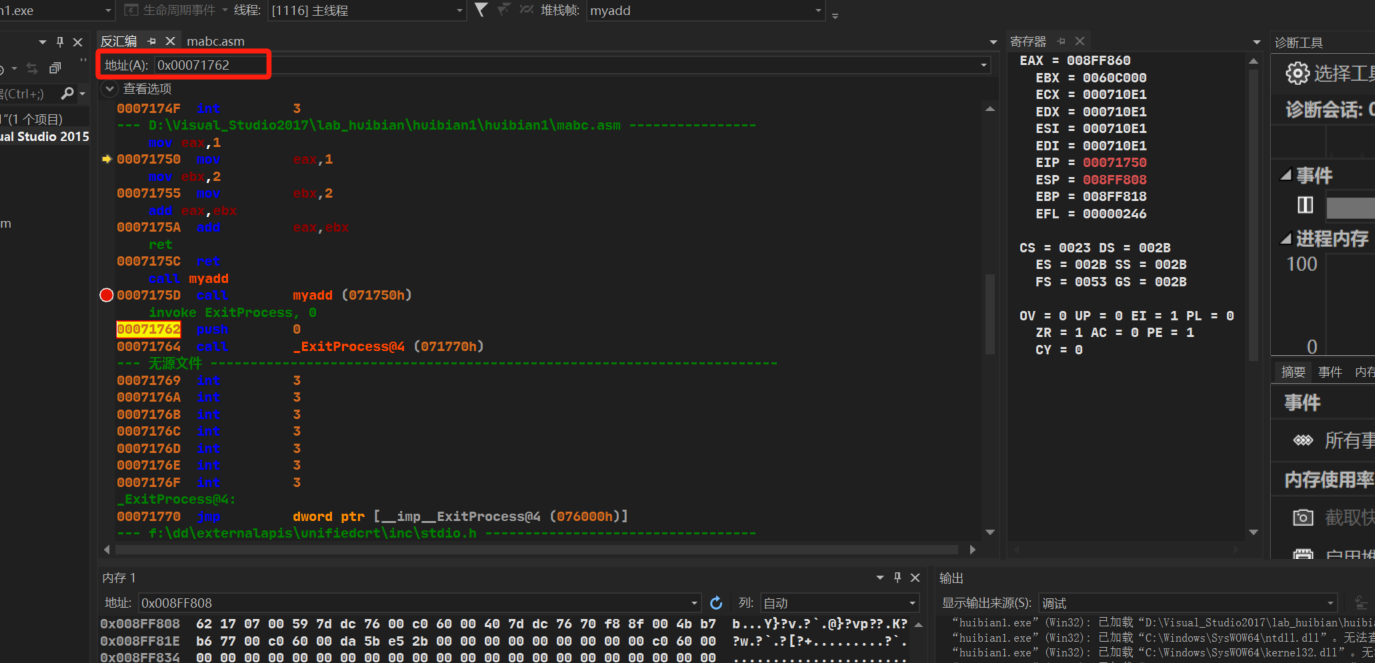 n1.exe 生命周期事件 线程: [1116] 主线程 堆栈帧: myadd
反汇编 mabc.asm
地址(A): 0x00071762
查看选项
0007174F int 3
--- D:\Visual_Studio2017\lab_huibian\huibian1\huibian1\mabc.asm ----------------
mov eax,1
00071750 mov eax,1
mov ebx,2
00071755 mov ebx,2
add eax,ebx
0007175A add eax,ebx
ret
0007175C ret
call myadd
0007175D call myadd (071750h)
invoke ExitProcess, 0
00071762 push 0
00071764 call _ExitProcess@4 (071770h)
--- 无源文件 -----------------------------------------------------------------------
00071769 int 3
0007176A int 3
0007176B int 3
0007176C int 3
0007176D int 3
0007176E int 3
0007176F int 3
_ExitProcess@4:
00071770 jmp dword ptr [__imp__ExitProcess@4 (076000h)]
--- f:\dd\externalapis\unifiedcrt\inc\stdio.h ----------------------------------
(Ctrl+;)
1"(1 个项目)
ual Studio 2015
m
寄存器
EAX = 008FF860
EBX = 0060C000
ECX = 000710E1
EDX = 000710E1
ESI = 000710E1
EDI = 000710E1
EIP = 00071750
ESP = 008FF808
EBP = 008FF818
EFL = 00000246
CS = 0023 DS = 002B
ES = 002B SS = 002B
FS = 0053 GS = 002B
OV = 0 UP = 0 EI = 1 PL = 0
ZR = 1 AC = 0 PE = 1
CY = 0
诊断工具
选择工具
诊断会话: 0
事件
进程内存
100
0
摘要 事件 内存
事件
所有事
内存使用率
截取快
启用堆
内存 1
地址: 0x008FF808 列: 自动
0x008FF808 62 17 07 00 59 7d dc 76 00 c0 60 00 40 7d dc 76 70 f8 8f 00 4b b7 b...Y}?v.?`.@}?vp??.K?
0x008FF81E b6 77 00 c0 60 00 da 5b e5 2b 00 00 00 00 00 00 00 00 00 c0 60 00 ?w.?`.?[?+.........?`.
0x008FF834 00 00 00 00 00 00 00 00 00 00 00 00 00 00 00 00 00 00 00 00 00 00 ......................
输出
显示输出来源(S): 调试
“huibian1.exe”(Win32): 已加载“D:\Visual_Studio2017\lab_huibian\huibi
“huibian1.exe”(Win32): 已加载“C:\Windows\SysWOW64\ntdll.dll”。无法查
“huibian1.exe”(Win32): 已加载“C:\Windows\SysWOW64\kernel32.dll”。无